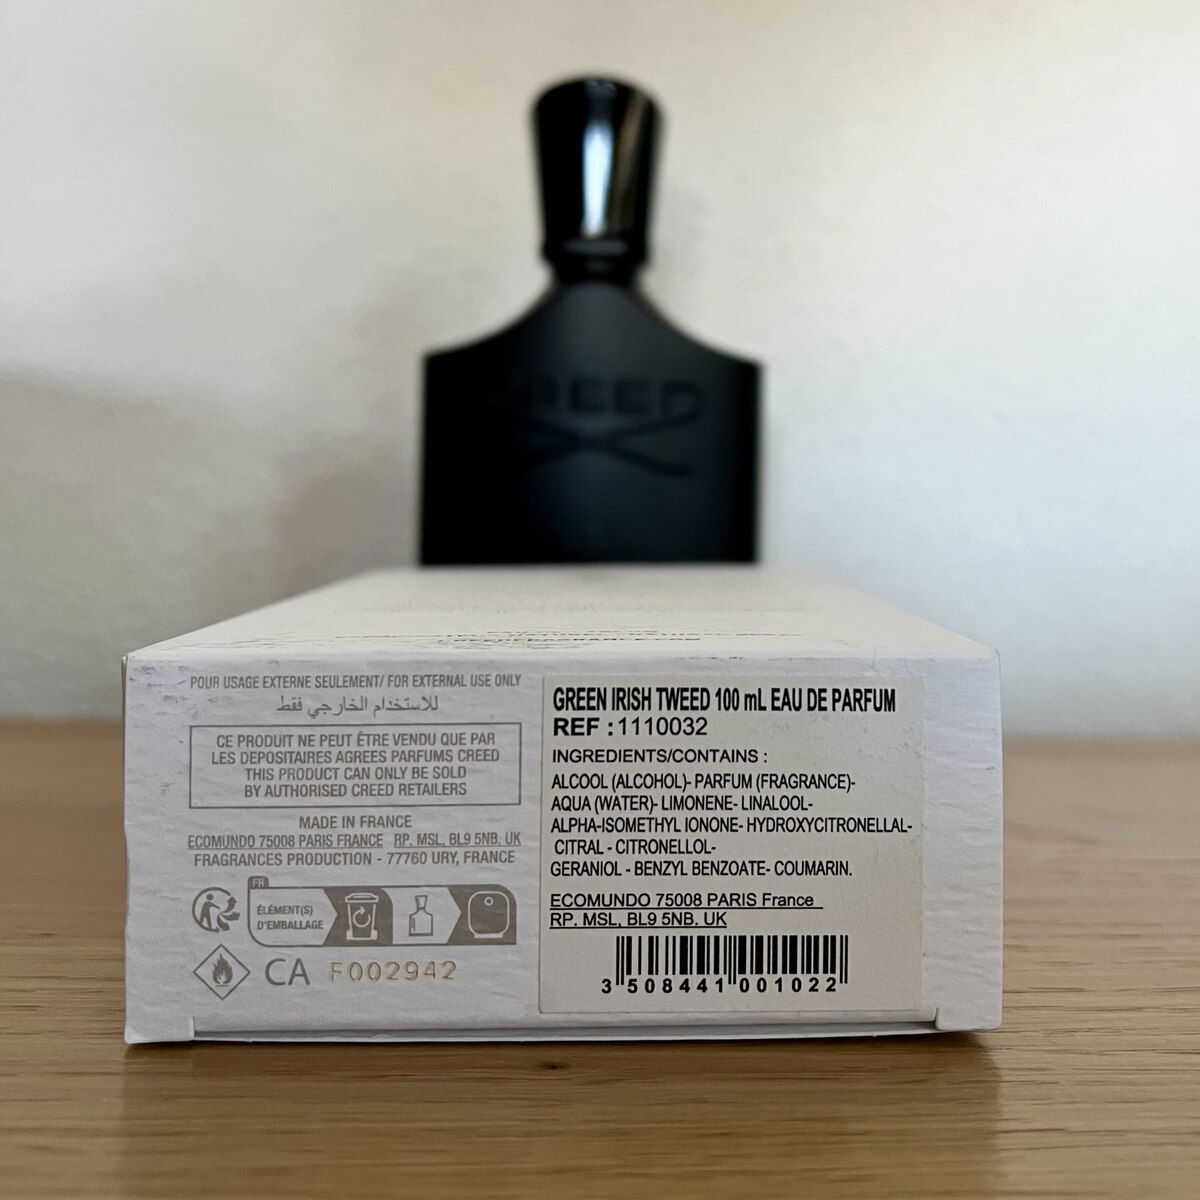 CREED
POUR USAGE EXTERNE SEULEMENT/ FOR EXTERNAL USE ONLY
للاستخدام الخارجي فقط
CE PRODUIT NE PEUT ÊTRE VENDU QUE PAR
LES DEPOSITAIRES AGREES PARFUMS CREED
THIS PRODUCT CAN ONLY BE SOLD
BY AUTHORISED CREED RETAILERS
MADE IN FRANCE
ECOMUNDO 75008 PARIS FRANCE RP. MSL, BL9 5NB. UK
FRAGRANCES PRODUCTION - 77760 URY, FRANCE
FR
ÉLÉMENT(S)
D'EMBALLAGE
CA F002942
GREEN IRISH TWEED 100 mL EAU DE PARFUM
REF : 1110032
INGREDIENTS/CONTAINS :
ALCOOL (ALCOHOL)- PARFUM (FRAGRANCE)-
AQUA (WATER)- LIMONENE- LINALOOL-
ALPHA-ISOMETHYL IONONE- HYDROXYCITRONELLAL-
CITRAL - CITRONELLOL-
GERANIOL - BENZYL BENZOATE- COUMARIN.
ECOMUNDO 75008 PARIS France
RP. MSL, BL9 5NB. UK
3 508441 001022